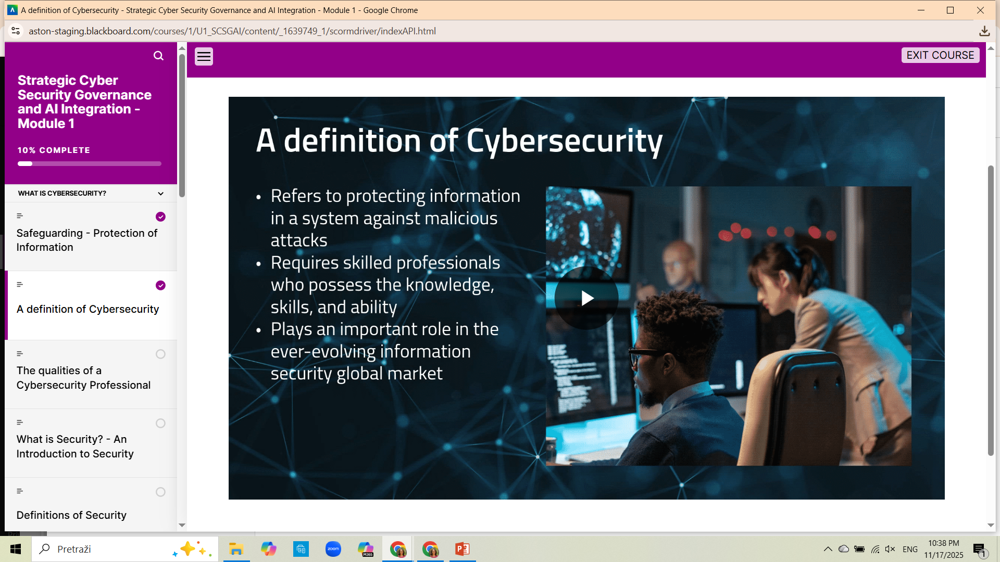 A definition of Cybersecurity - Strategic Cyber Security Governance and AI Integration - Module 1 - Google Chrome
aston-staging.blackboard.com/courses/1/U1_SCSGAI/content/_1639749_1/scormdriver/indexAPI.html
EXIT COURSE
Strategic Cyber
Security Governance
and AI Integration -
Module 1
10% COMPLETE
WHAT IS CYBERSECURITY?
Safeguarding - Protection of
Information
A definition of Cybersecurity
The qualities of a
Cybersecurity Professional
What is Security? - An
Introduction to Security
Definitions of Security
A definition of Cybersecurity
• Refers to protecting information
in a system against malicious
attacks
• Requires skilled professionals
who possess the knowledge,
skills, and ability
• Plays an important role in the
ever-evolving information
security global market
Pretraži
zoom
M365
ENG
10:38 PM
11/17/2025
1